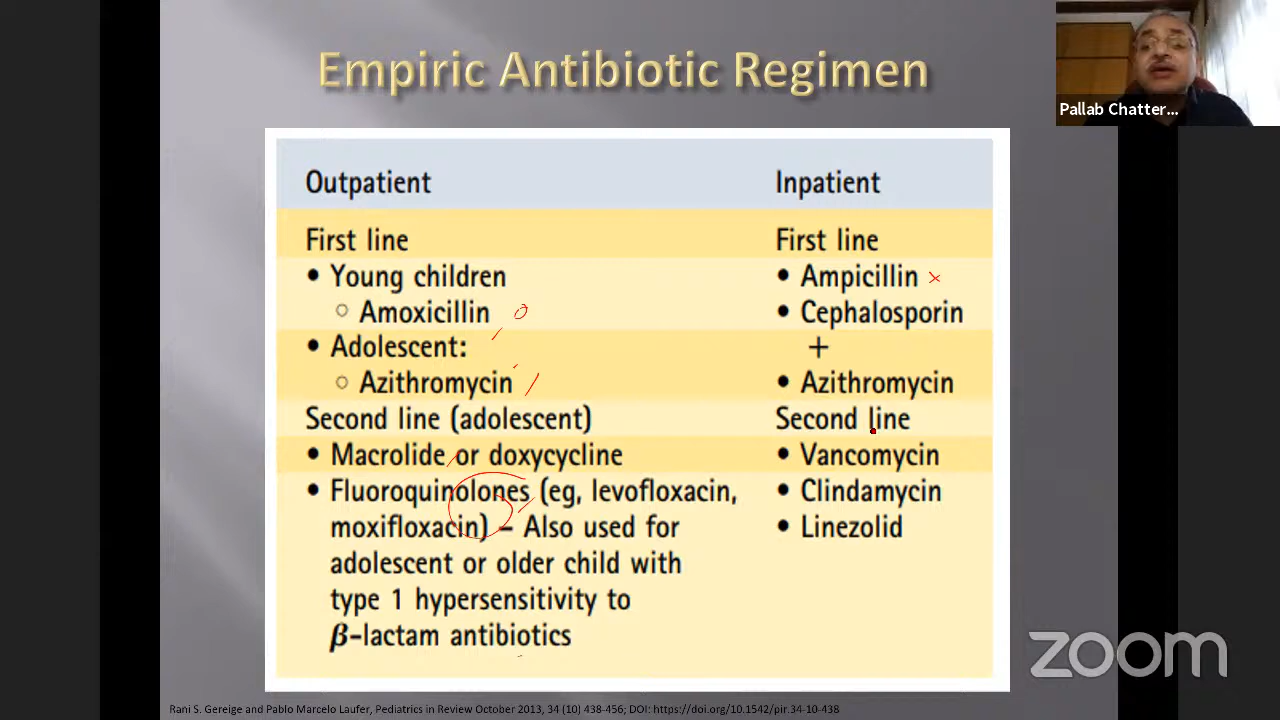 Empiric Antibiotic Regimen
Pallab Chatter...
Outpatient
First line
• Young children
○ Amoxicillin
• Adolescent:
○ Azithromycin
Second line (adolescent)
• Macrolide or doxycycline
• Fluoroquinolones (eg, levofloxacin,
moxifloxacin) – Also used for
adolescent or older child with
type 1 hypersensitivity to
β-lactam antibiotics
Inpatient
First line
• Ampicillin
• Cephalosporin
+
• Azithromycin
Second line
• Vancomycin
• Clindamycin
• Linezolid
zoom
Rani S. Gereige and Pablo Marcelo Laufer, Pediatrics in Review October 2013, 34 (10) 438-456; DOI: https://doi.org/10.1542/pir.34-10-438